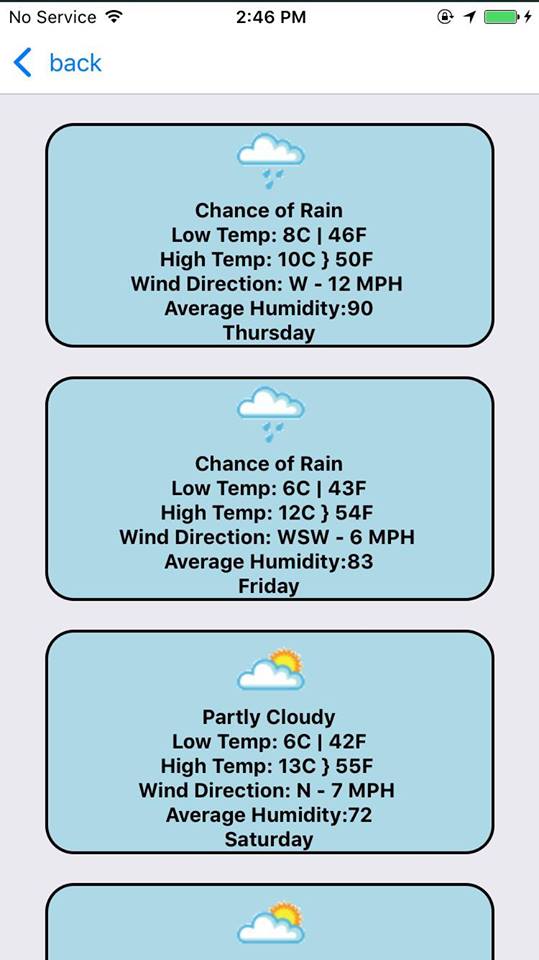 No Service 2:46 PM
back
Chance of Rain
Low Temp: 8C | 46F
High Temp: 10C } 50F
Wind Direction: W - 12 MPH
Average Humidity:90
Thursday
Chance of Rain
Low Temp: 6C | 43F
High Temp: 12C } 54F
Wind Direction: WSW - 6 MPH
Average Humidity:83
Friday
Partly Cloudy
Low Temp: 6C | 42F
High Temp: 13C } 55F
Wind Direction: N - 7 MPH
Average Humidity:72
Saturday